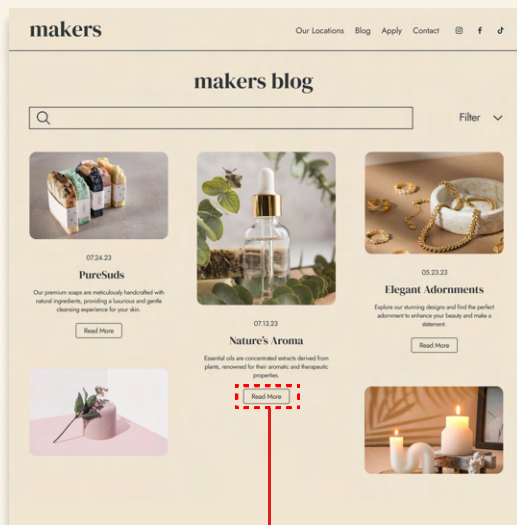 makers
Our Locations Blog Apply Contact
makers blog
Filter
07.24.23
PureSuds
Our premium soaps are meticulously handcrafted with
natural ingredients, providing a luxurious and gentle
cleansing experience for your skin.
Read More
07.13.23
Nature's Aroma
Essential oils are concentrated extracts derived from
plants, renowned for their aromatic and therapeutic
properties.
Read More
05.23.23
Elegant Adornments
Explore our stunning designs and find the perfect
adornment to enhance your beauty and make a
statement.
Read More